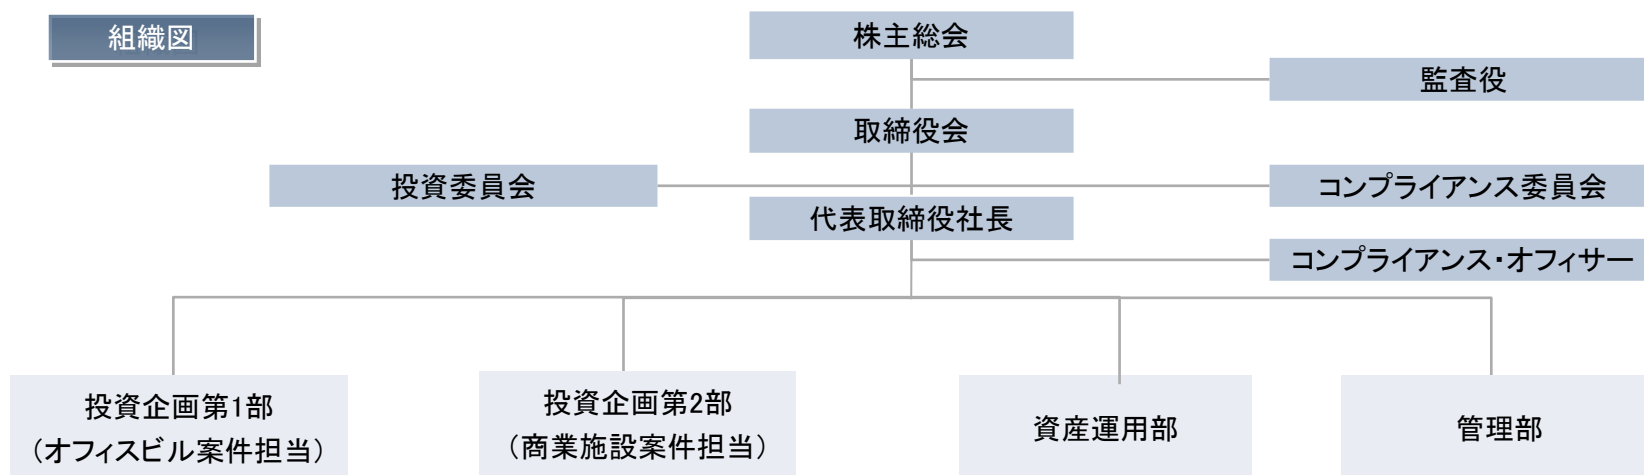 組織図
株主総会
監査役
取締役会
投資委員会
コンプライアンス委員会
代表取締役社長
コンプライアンス・オフィサー
投資企画第1部
（オフィスビル案件担当）
投資企画第2部
（商業施設案件担当）
資産運用部
管理部